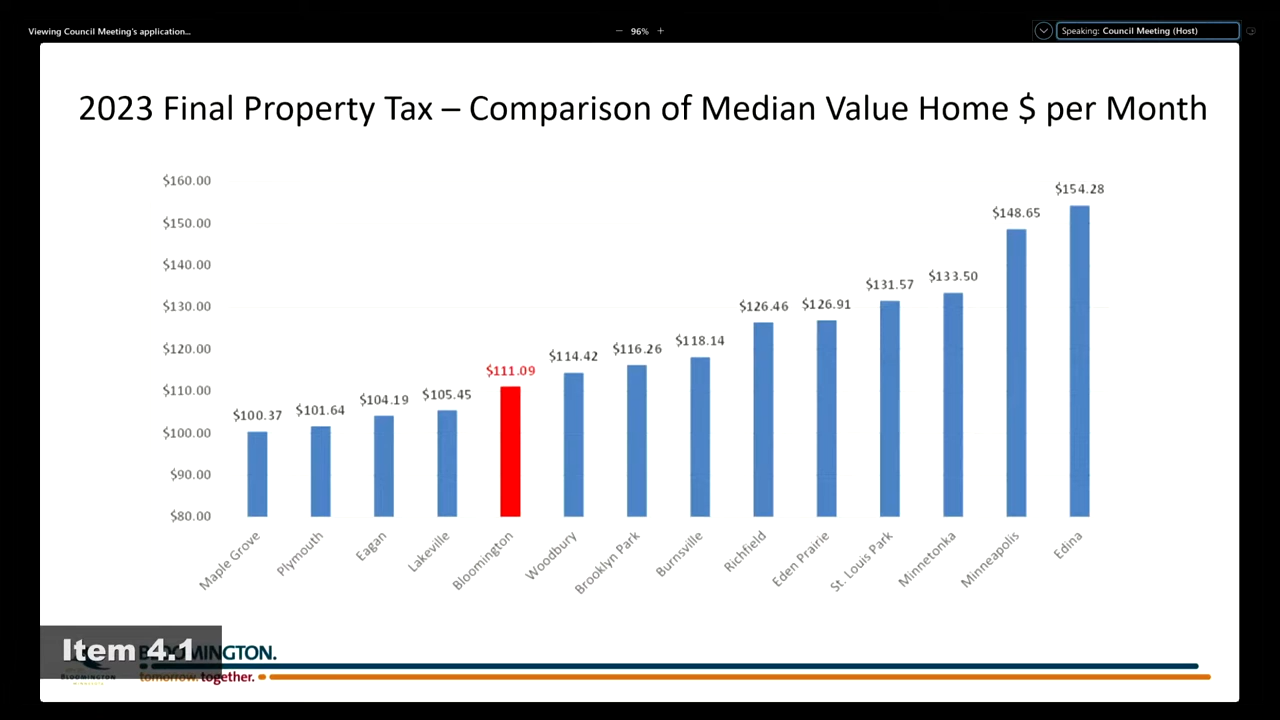 Viewing Council Meeting's application...
− 96% +
Speaking: Council Meeting (Host)
2023 Final Property Tax – Comparison of Median Value Home $ per Month
$160.00
$150.00
$140.00
$130.00
$120.00
$110.00
$100.00
$90.00
$80.00
$100.37
$101.64
$104.19
$105.45
$111.09
$114.42
$116.26
$118.14
$126.46
$126.91
$131.57
$133.50
$148.65
$154.28
Maple Grove
Plymouth
Eagan
Lakeville
Bloomington
Woodbury
Brooklyn Park
Burnsville
Richfield
Eden Prairie
St. Louis Park
Minnetonka
Minneapolis
Edina
Item 4.1
BLOOMINGTON.
tomorrow. together.
BLOOMINGTON